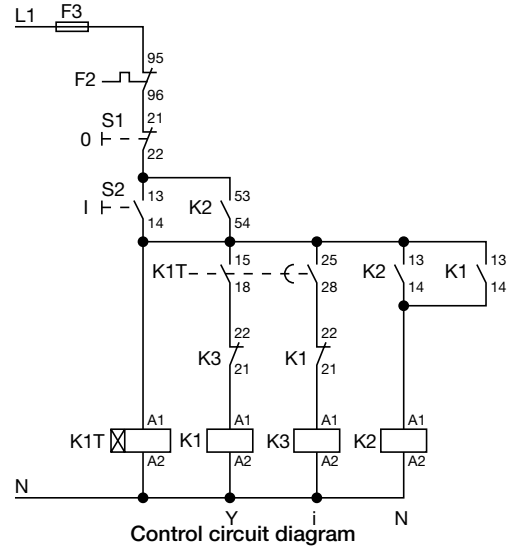 L1 F3
95
F2
96
S1 21
0
22
S2 13 53
I K2
14 54
15 25 13 13
K1T K2 K1
18 28 14 14
22 22
K3 K1
21 21
A1 A1 A1 A1
K1T K1 K3 K2
A2 A2 A2 A2
N
Y i N
Control circuit diagram